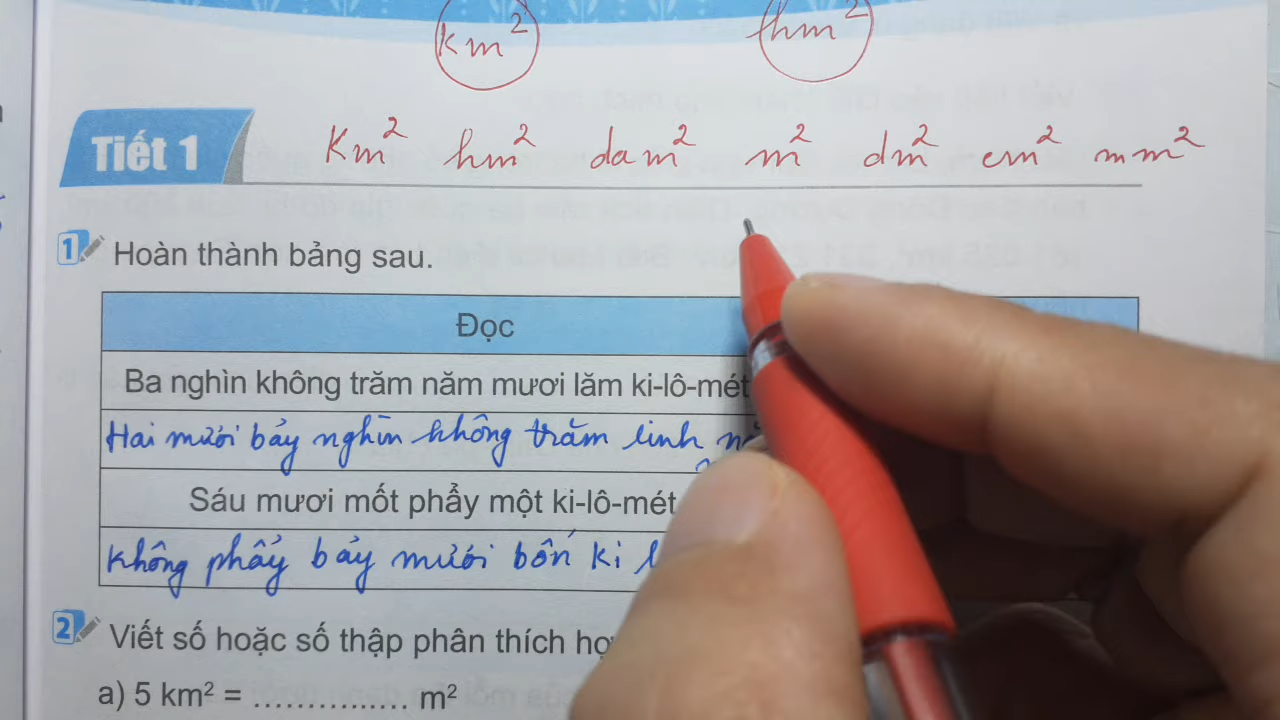 km² hm²
Tiết 1 Km² hm² dam² m² dm² cm² mm²
1 Hoàn thành bảng sau.
Đọc
Ba nghìn không trăm năm mươi lăm ki-lô-mét
Hai mươi bảy nghìn không trăm linh
Sáu mươi mốt phẩy một ki-lô-mét
Không phẩy bảy mươi bốn ki
2 Viết số hoặc số thập phân thích
a) 5 km² = ................ m²